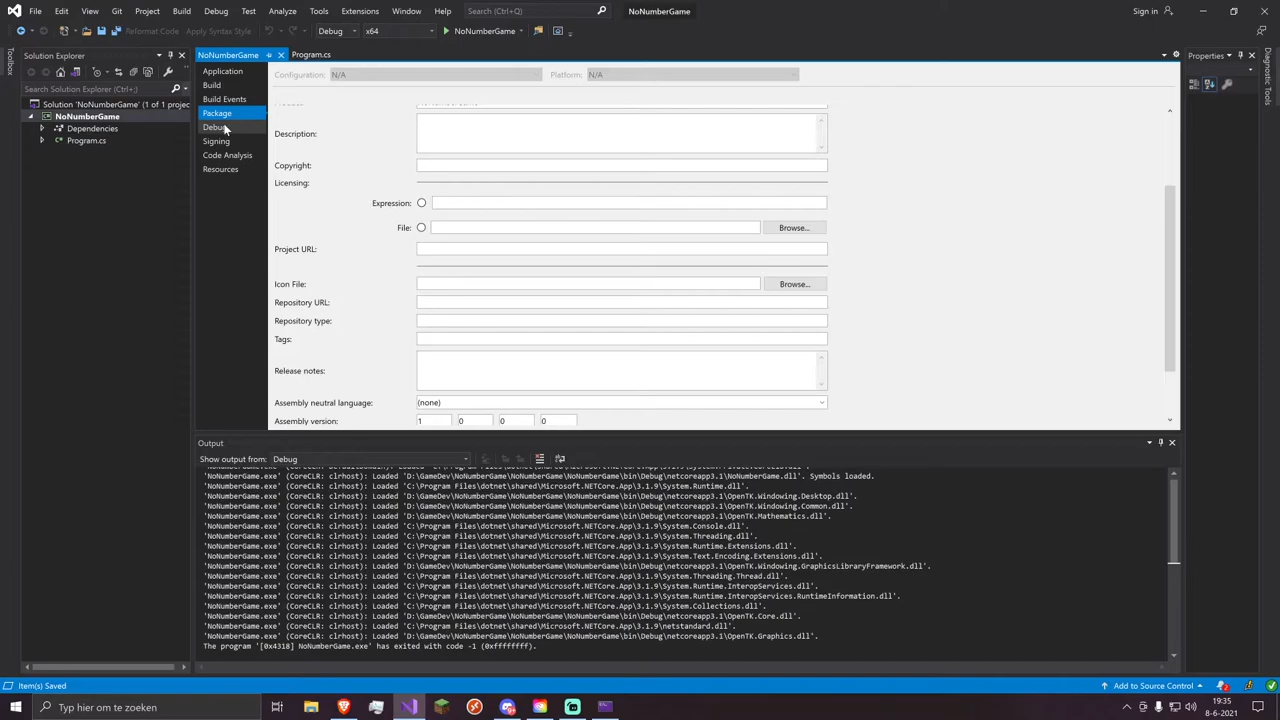 File Edit View Git Project Build Debug Test Analyze Tools Extensions Window Help Search (Ctrl+Q) NoNumberGame Sign in
Debug x64 NoNumberGame Reformat Code Apply Syntax Style
Toolbox
Solution Explorer
Search Solution Explorer (Ctrl+;)
Solution 'NoNumberGame' (1 of 1 projec
NoNumberGame
Dependencies
Program.cs
NoNumberGame Program.cs
Application
Build
Build Events
Package
Debug
Signing
Code Analysis
Resources
Configuration: N/A Platform: N/A
Description:
Copyright:
Licensing:
Expression:
File: Browse...
Project URL:
Icon File: Browse...
Repository URL:
Repository type:
Tags:
Release notes:
Assembly neutral language: (none)
Assembly version: 1 0 0 0
Properties
Tools
Output
Show output from: Debug
'NoNumberGame.exe' (CoreCLR: clrhost): Loaded 'D:\GameDev\NoNumberGame\NoNumberGame\bin\Debug\netcoreapp3.1\NoNumberGame.dll'. Symbols loaded.
'NoNumberGame.exe' (CoreCLR: clrhost): Loaded 'C:\Program Files\dotnet\shared\Microsoft.NETCore.App\3.1.9\System.Runtime.dll'.
'NoNumberGame.exe' (CoreCLR: clrhost): Loaded 'D:\GameDev\NoNumberGame\NoNumberGame\bin\Debug\netcoreapp3.1\OpenTK.Windowing.Desktop.dll'.
'NoNumberGame.exe' (CoreCLR: clrhost): Loaded 'D:\GameDev\NoNumberGame\NoNumberGame\bin\Debug\netcoreapp3.1\OpenTK.Windowing.Common.dll'.
'NoNumberGame.exe' (CoreCLR: clrhost): Loaded 'D:\GameDev\NoNumberGame\NoNumberGame\bin\Debug\netcoreapp3.1\OpenTK.Mathematics.dll'.
'NoNumberGame.exe' (CoreCLR: clrhost): Loaded 'C:\Program Files\dotnet\shared\Microsoft.NETCore.App\3.1.9\System.Console.dll'.
'NoNumberGame.exe' (CoreCLR: clrhost): Loaded 'C:\Program Files\dotnet\shared\Microsoft.NETCore.App\3.1.9\System.Threading.dll'.
'NoNumberGame.exe' (CoreCLR: clrhost): Loaded 'C:\Program Files\dotnet\shared\Microsoft.NETCore.App\3.1.9\System.Runtime.Extensions.dll'.
'NoNumberGame.exe' (CoreCLR: clrhost): Loaded 'C:\Program Files\dotnet\shared\Microsoft.NETCore.App\3.1.9\System.Text.Encoding.Extensions.dll'.
'NoNumberGame.exe' (CoreCLR: clrhost): Loaded 'D:\GameDev\NoNumberGame\NoNumberGame\bin\Debug\netcoreapp3.1\OpenTK.Windowing.GraphicsLibraryFramework.dll'.
'NoNumberGame.exe' (CoreCLR: clrhost): Loaded 'C:\Program Files\dotnet\shared\Microsoft.NETCore.App\3.1.9\System.Threading.Thread.dll'.
'NoNumberGame.exe' (CoreCLR: clrhost): Loaded 'C:\Program Files\dotnet\shared\Microsoft.NETCore.App\3.1.9\System.Runtime.InteropServices.dll'.
'NoNumberGame.exe' (CoreCLR: clrhost): Loaded 'C:\Program Files\dotnet\shared\Microsoft.NETCore.App\3.1.9\System.Runtime.InteropServices.RuntimeInformation.dll'.
'NoNumberGame.exe' (CoreCLR: clrhost): Loaded 'C:\Program Files\dotnet\shared\Microsoft.NETCore.App\3.1.9\System.Collections.dll'.
'NoNumberGame.exe' (CoreCLR: clrhost): Loaded 'D:\GameDev\NoNumberGame\NoNumberGame\bin\Debug\netcoreapp3.1\OpenTK.Core.dll'.
'NoNumberGame.exe' (CoreCLR: clrhost): Loaded 'C:\Program Files\dotnet\shared\Microsoft.NETCore.App\3.1.9\netstandard.dll'.
'NoNumberGame.exe' (CoreCLR: clrhost): Loaded 'D:\GameDev\NoNumberGame\NoNumberGame\bin\Debug\netcoreapp3.1\OpenTK.Graphics.dll'.
The program '[0x4318] NoNumberGame.exe' has exited with code -1 (0xffffffff).
Item(s) Saved Add to Source Control 2
Typ hier om te zoeken
19:35
8-6-2021